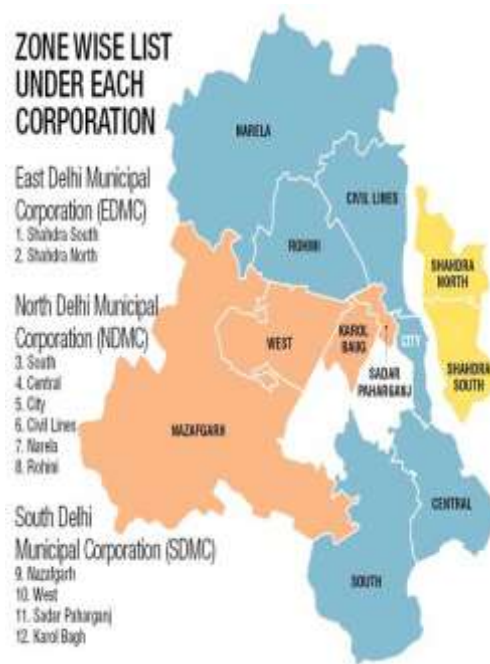 ZONE WISE LIST
UNDER EACH
CORPORATION
East Delhi Municipal
Corporation (EDMC)
1. Shahdra South
2. Shahdra North
North Delhi Municipal
Corporation (NDMC)
3. South
4. Central
5. City
6. Civil Lines
7. Narela
8. Rohini
South Delhi
Municipal Corporation (SDMC)
9. Nazafgarh
10. West
11. Sadar Paharganj
12. Karol Bagh
NARELA
CIVIL LINES
ROHINI
SHAHDRA
NORTH
WEST
KAROL
BAUG
CITY
SADAR
PAHARGANJ
SHAHDRA
SOUTH
NAZAFGARH
CENTRAL
SOUTH